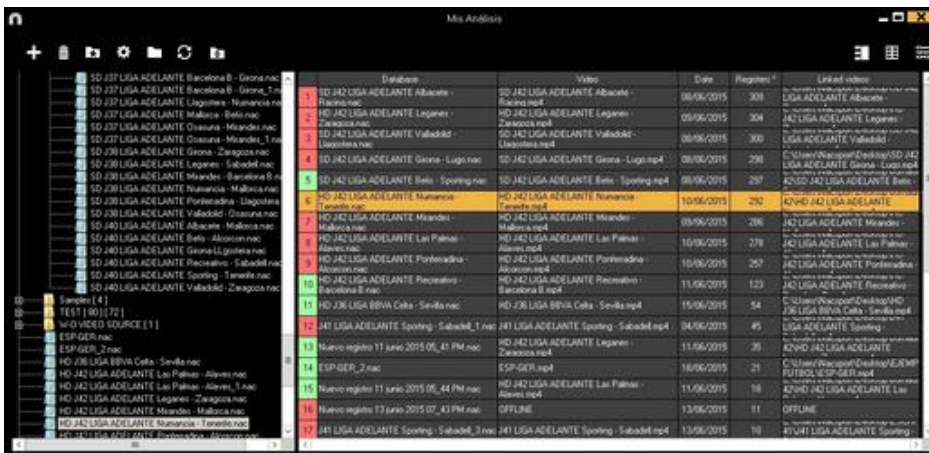 Mis Análisis
SD J37 LIGA ADELANTE Barcelona B - Girona.nac
SD J37 LIGA ADELANTE Barcelona B - Girona_1.n
SD J37 LIGA ADELANTE Llagostera - Numancia.na
SD J37 LIGA ADELANTE Mallorca - Betis.nac
SD J37 LIGA ADELANTE Osasuna - Mirandes.nac
SD J37 LIGA ADELANTE Osasuna - Mirandes_1.na
SD J38 LIGA ADELANTE Girona - Zaragoza.nac
SD J38 LIGA ADELANTE Leganes - Sabadell.nac
SD J38 LIGA ADELANTE Mirandes - Barcelona B.n
SD J38 LIGA ADELANTE Numancia - Mallorca.nac
SD J38 LIGA ADELANTE Ponferradina - Llagostera
SD J38 LIGA ADELANTE Valladolid - Osasuna.nac
SD J40 LIGA ADELANTE Albacete - Mallorca.nac
SD J40 LIGA ADELANTE Betis - Alcorcon.nac
SD J40 LIGA ADELANTE Girona-LLgostera.nac
SD J40 LIGA ADELANTE Recreativo - Sabadell.nac
SD J40 LIGA ADELANTE Sporting - Tenerife.nac
SD J40 LIGA ADELANTE Valladolid - Zaragoza.nac
Samples [ 4 ]
TEST [ 80 ] [ 72 ]
W/O VIDEO SOURCE [ 1 ]
ESP-GER.nac
ESP-GER_2.nac
HD J36 LIGA BBVA Celta - Sevilla.nac
HD J42 LIGA ADELANTE Las Palmas - Alaves.nac
HD J42 LIGA ADELANTE Las Palmas - Alaves_1.nac
HD J42 LIGA ADELANTE Leganes - Zaragoza.nac
HD J42 LIGA ADELANTE Mirandes - Mallorca.nac
HD J42 LIGA ADELANTE Numancia - Tenerife.nac
HD J42 LIGA ADELANTE Ponferradina - Alcorcon.nac
Database Video Date Registers Linked videos
1 SD J42 LIGA ADELANTE Albacete - SD J42 LIGA ADELANTE Albacete - 08/06/2015 309 LIGA ADELANTE Albacete -
Racing.nac Racing.mp4
2 HD J42 LIGA ADELANTE Leganes - HD J42 LIGA ADELANTE Leganes - 09/06/2015 304 J42 LIGA ADELANTE Leganes -
Zaragoza.nac Zaragoza.mp4
3 SD J42 LIGA ADELANTE Valladolid - SD J42 LIGA ADELANTE Valladolid - 08/06/2015 300 LIGA ADELANTE Valladolid -
Llagostera.nac Llagostera.mp4
4 SD J42 LIGA ADELANTE Girona - Lugo.nac SD J42 LIGA ADELANTE Girona - Lugo.mp4 08/06/2015 298 C:\Users\Nacsport\Desktop\SD J42
LIGA ADELANTE Girona - Lugo.mp4
5 SD J42 LIGA ADELANTE Betis - Sporting.nac SD J42 LIGA ADELANTE Betis - Sporting.mp4 08/06/2015 297 42\SD J42 LIGA ADELANTE Betis -
6 HD J42 LIGA ADELANTE Numancia - HD J42 LIGA ADELANTE Numancia - 10/06/2015 292 42\HD J42 LIGA ADELANTE
Tenerife.nac Tenerife.mp4
7 HD J42 LIGA ADELANTE Mirandes - HD J42 LIGA ADELANTE Mirandes - 09/06/2015 286 J42 LIGA ADELANTE Mirandes -
Mallorca.nac Mallorca.mp4
8 HD J42 LIGA ADELANTE Las Palmas - HD J42 LIGA ADELANTE Las Palmas - 10/06/2015 278 J42 LIGA ADELANTE Las Palmas -
Alaves.nac Alaves.mp4
9 HD J42 LIGA ADELANTE Ponferradina - HD J42 LIGA ADELANTE Ponferradina - 10/06/2015 257 J42 LIGA ADELANTE Ponferradina -
Alcorcon.nac Alcorcon.mp4
10 HD J42 LIGA ADELANTE Recreativo - HD J42 LIGA ADELANTE Recreativo - 11/06/2015 123 J42 LIGA ADELANTE Recreativo -
Barcelona B.nac Barcelona B.mp4
11 HD J36 LIGA BBVA Celta - Sevilla.nac HD J36 LIGA BBVA Celta - Sevilla.mp4 15/06/2015 54 C:\Users\Nacsport\Desktop\HD
J36 LIGA BBVA Celta - Sevilla.mp4
12 J41 LIGA ADELANTE Sporting - Sabadell_1.nac J41 LIGA ADELANTE Sporting - Sabadell.mp4 04/06/2015 45 LIGA ADELANTE Sporting -
13 Nuevo registro 11 junio 2015 05_41 PM.nac HD J42 LIGA ADELANTE Leganes - 11/06/2015 35 42\HD J42 LIGA ADELANTE
Zaragoza.mp4
14 ESP-GER_2.nac ESP-GER.mp4 18/06/2015 21 C:\Users\Nacsport\Desktop\EJEMP
FUTBOL\ESP-GER.mp4
15 Nuevo registro 11 junio 2015 05_44 PM.nac HD J42 LIGA ADELANTE Las Palmas - 11/06/2015 18 42\HD J42 LIGA ADELANTE Las
Alaves.mp4
16 Nuevo registro 13 junio 2015 07_43 PM.nac OFFLINE 13/06/2015 11 OFFLINE
17 J41 LIGA ADELANTE Sporting - Sabadell_3.nac J41 LIGA ADELANTE Sporting - Sabadell.mp4 13/06/2015 10 41\J41 LIGA ADELANTE Sporting -